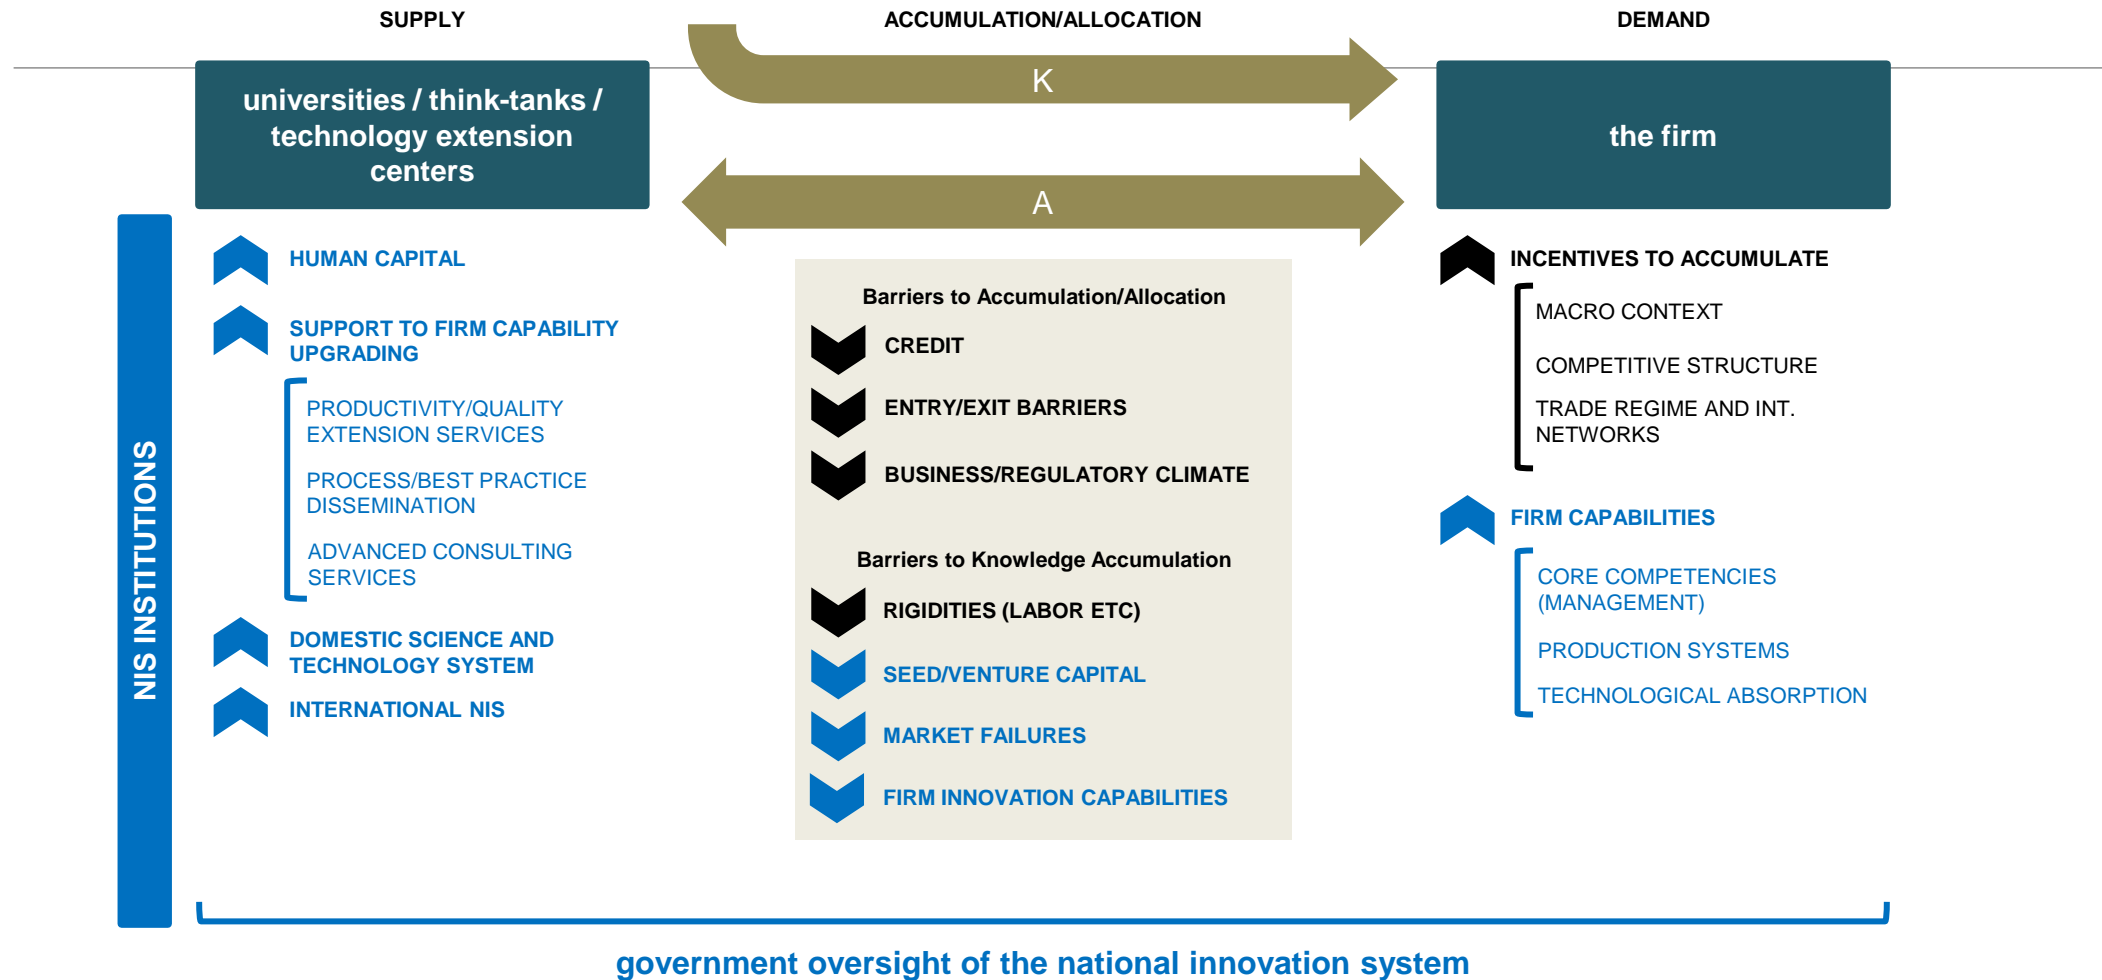 SUPPLY
ACCUMULATION/ALLOCATION
DEMAND
universities / think-tanks /
technology extension
centers
K
A
the firm
NIS INSTITUTIONS
HUMAN CAPITAL
SUPPORT TO FIRM CAPABILITY
UPGRADING
PRODUCTIVITY/QUALITY
EXTENSION SERVICES
PROCESS/BEST PRACTICE
DISSEMINATION
ADVANCED CONSULTING
SERVICES
DOMESTIC SCIENCE AND
TECHNOLOGY SYSTEM
INTERNATIONAL NIS
Barriers to Accumulation/Allocation
CREDIT
ENTRY/EXIT BARRIERS
BUSINESS/REGULATORY CLIMATE
Barriers to Knowledge Accumulation
RIGIDITIES (LABOR ETC)
SEED/VENTURE CAPITAL
MARKET FAILURES
FIRM INNOVATION CAPABILITIES
INCENTIVES TO ACCUMULATE
MACRO CONTEXT
COMPETITIVE STRUCTURE
TRADE REGIME AND INT.
NETWORKS
FIRM CAPABILITIES
CORE COMPETENCIES
(MANAGEMENT)
PRODUCTION SYSTEMS
TECHNOLOGICAL ABSORPTION
government oversight of the national innovation system